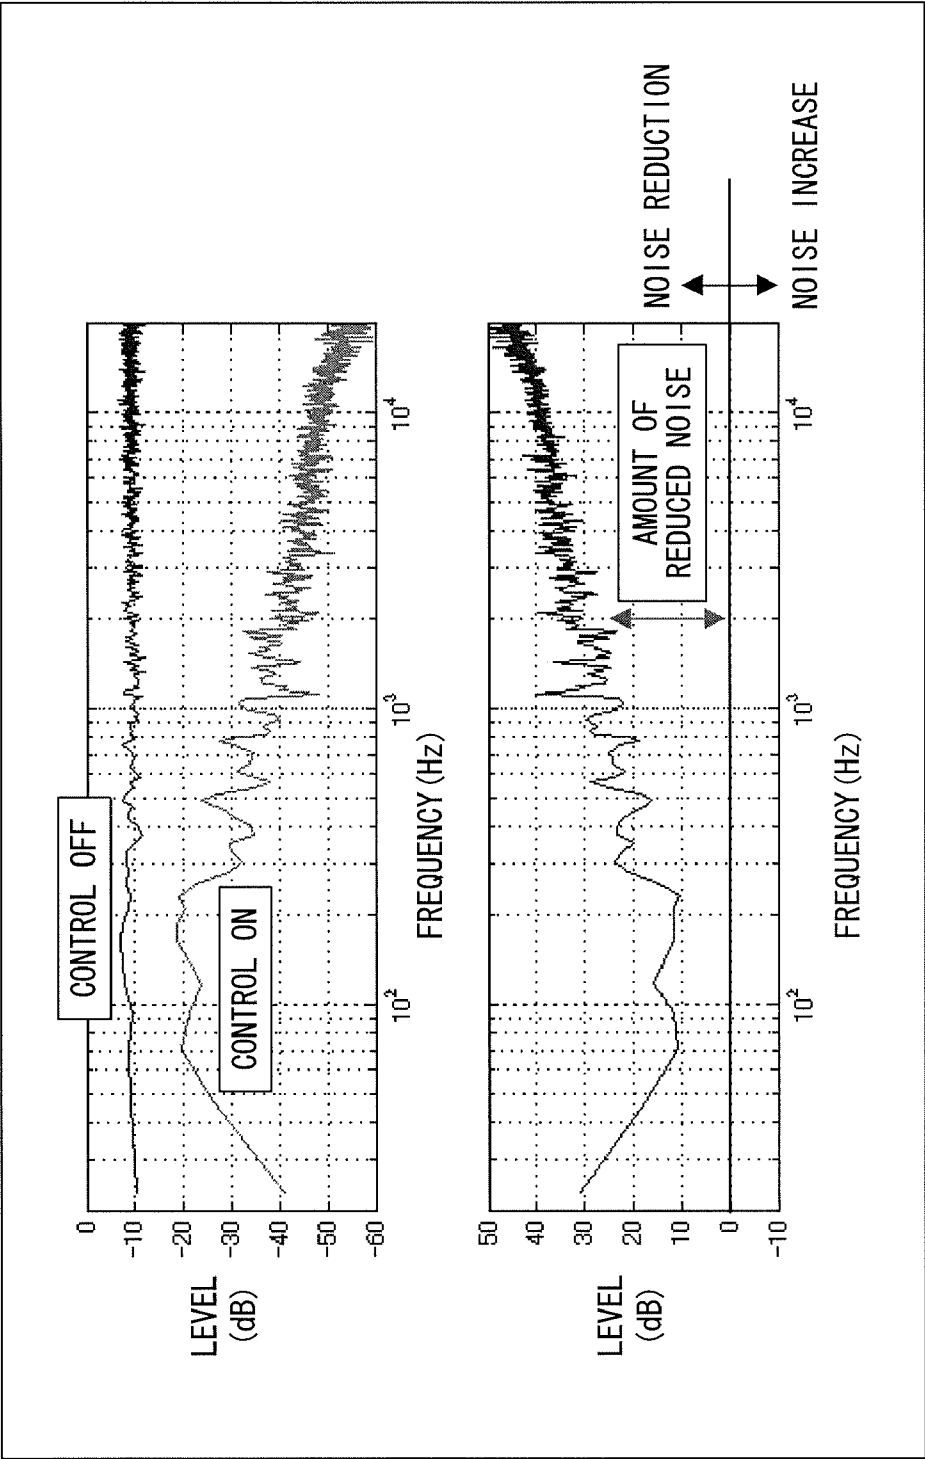 CONTROL OFF
CONTROL ON
LEVEL
(dB)
0
-10
-20
-30
-40
-50
-60
10²
10³
10⁴
FREQUENCY(Hz)
LEVEL
(dB)
50
40
30
20
10
0
-10
10²
10³
10⁴
FREQUENCY(Hz)
AMOUNT OF
REDUCED NOISE
NOISE REDUCTION
NOISE INCREASE